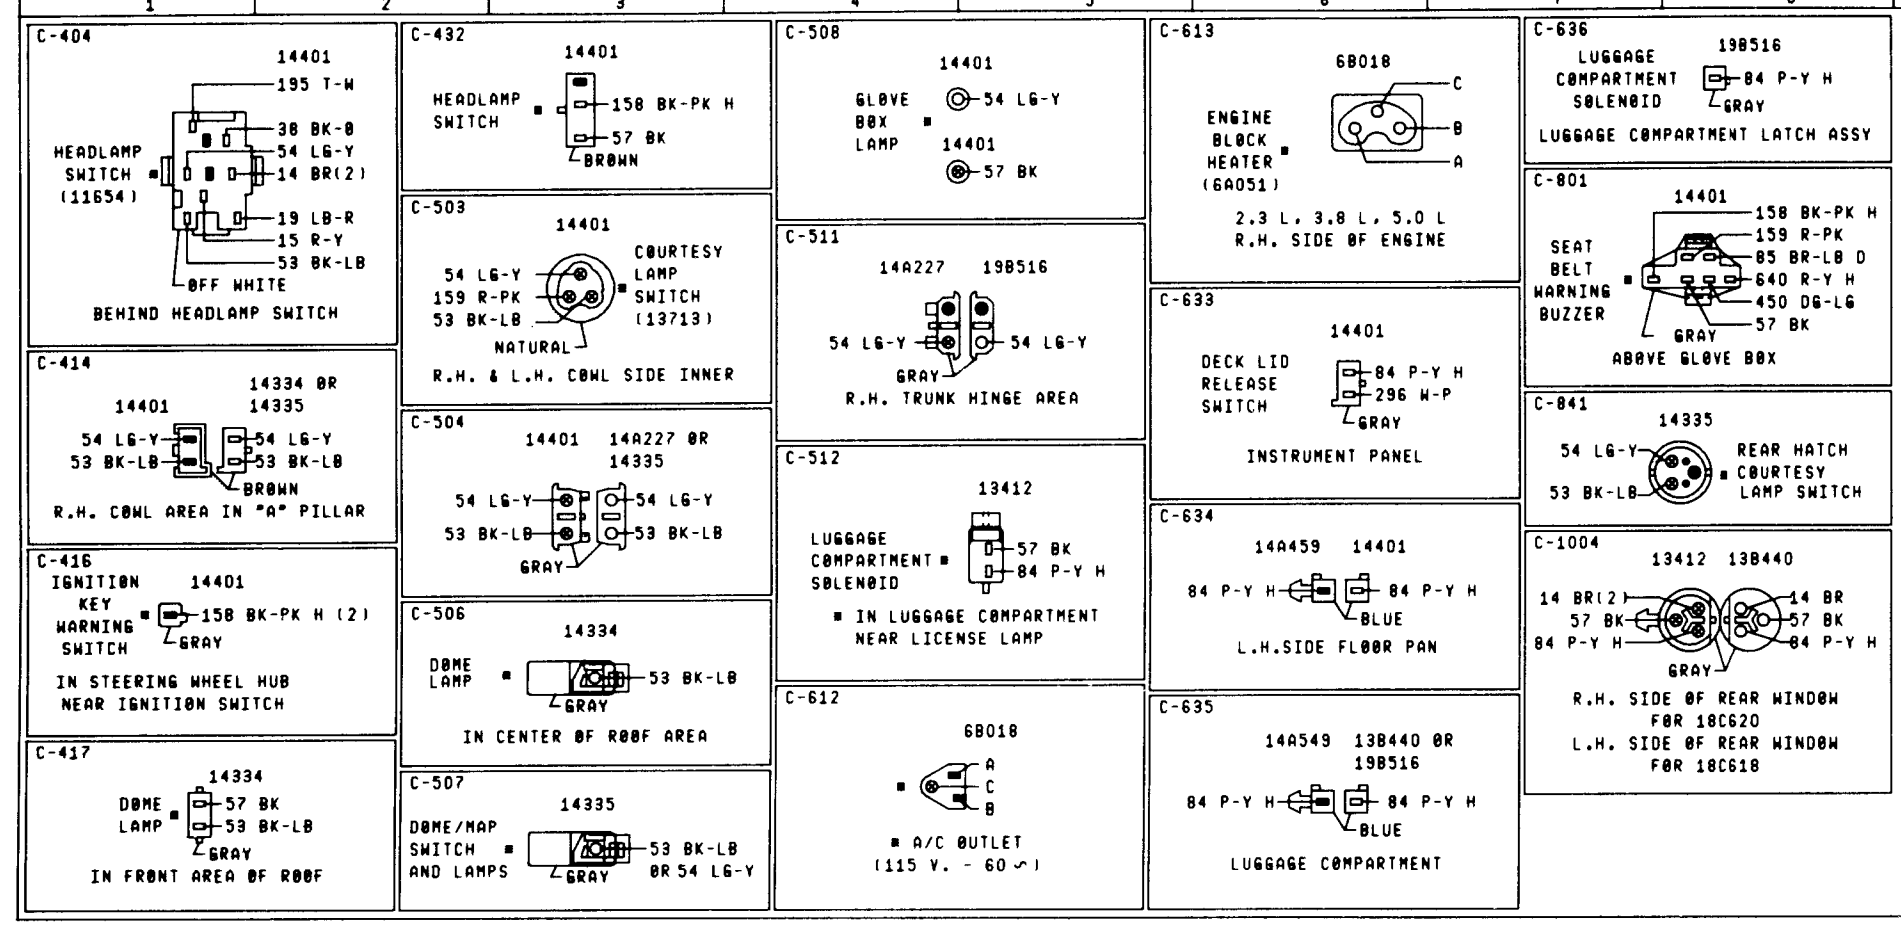 1 2 3 4 5 6 7
C-404
14401
195 T-W
38 BK-O
54 LG-Y
14 BR(2)
HEADLAMP
SWITCH
(11654)
19 LB-R
15 R-Y
53 BK-LB
OFF WHITE
BEHIND HEADLAMP SWITCH
C-414
14334 OR
14401 14335
54 LG-Y 54 LG-Y
53 BK-LB 53 BK-LB
BROWN
R.H. COWL AREA IN "A" PILLAR
C-416
IGNITION
KEY
WARNING
SWITCH
14401
158 BK-PK H (2)
GRAY
IN STEERING WHEEL HUB
NEAR IGNITION SWITCH
C-417
14334
DOME
LAMP
57 BK
53 BK-LB
GRAY
IN FRONT AREA OF ROOF
C-432
14401
HEADLAMP
SWITCH
158 BK-PK H
57 BK
BROWN
C-503
14401
54 LG-Y
159 R-PK
53 BK-LB
COURTESY
LAMP
SWITCH
(13713)
NATURAL
R.H. & L.H. COWL SIDE INNER
C-504
14401 14A227 OR
14335
54 LG-Y 54 LG-Y
53 BK-LB 53 BK-LB
GRAY
C-506
14334
DOME
LAMP
53 BK-LB
GRAY
IN CENTER OF ROOF AREA
C-507
14335
DOME/MAP
SWITCH
AND LAMPS
53 BK-LB
OR 54 LG-Y
GRAY
C-508
14401
GLOVE
BOX
LAMP
54 LG-Y
14401
57 BK
C-511
14A227 19B516
54 LG-Y 54 LG-Y
GRAY
R.H. TRUNK HINGE AREA
C-512
13412
LUGGAGE
COMPARTMENT
SOLENOID
57 BK
84 P-Y H
IN LUGGAGE COMPARTMENT
NEAR LICENSE LAMP
C-612
6B018
A
C
B
A/C OUTLET
(115 V. - 60 ∿)
C-613
6B018
C
B
A
ENGINE
BLOCK
HEATER
(6A051)
2.3 L, 3.8 L, 5.0 L
R.H. SIDE OF ENGINE
C-633
14401
DECK LID
RELEASE
SWITCH
84 P-Y H
296 W-P
GRAY
INSTRUMENT PANEL
C-634
14A459 14401
84 P-Y H 84 P-Y H
BLUE
L.H.SIDE FLOOR PAN
C-635
14A549 13B440 OR
19B516
84 P-Y H 84 P-Y H
BLUE
LUGGAGE COMPARTMENT
C-636
LUGGAGE
COMPARTMENT
SOLENOID
19B516
84 P-Y H
GRAY
LUGGAGE COMPARTMENT LATCH ASSY
C-801
14401
158 BK-PK H
159 R-PK
85 BR-LB D
640 R-Y H
450 DG-LG
57 BK
SEAT
BELT
WARNING
BUZZER
GRAY
ABOVE GLOVE BOX
C-841
14335
54 LG-Y
53 BK-LB
REAR HATCH
COURTESY
LAMP SWITCH
C-1004
13412 13B440
14 BR(2) 14 BR
57 BK 57 BK
84 P-Y H 84 P-Y H
GRAY
R.H. SIDE OF REAR WINDOW
FOR 18C620
L.H. SIDE OF REAR WINDOW
FOR 18C618